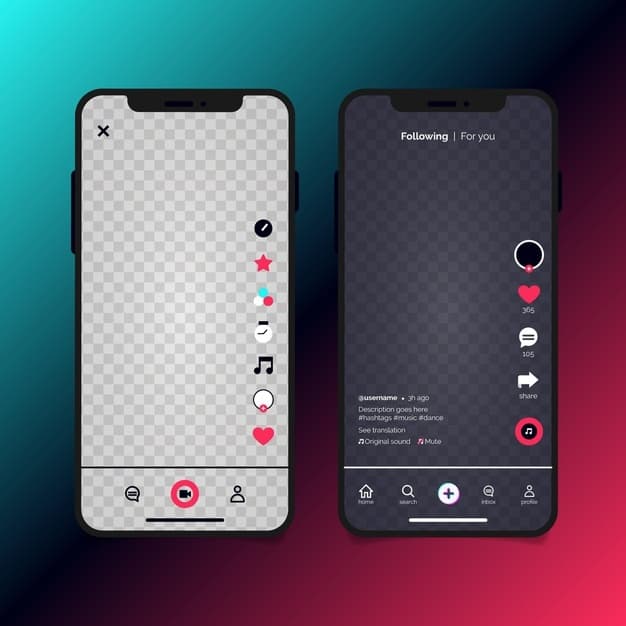 Following | For you
365
105
share
@username • 3h ago
Description goes here
#hashtags #music #dance
See translation
Original sound Mute
home search inbox profile